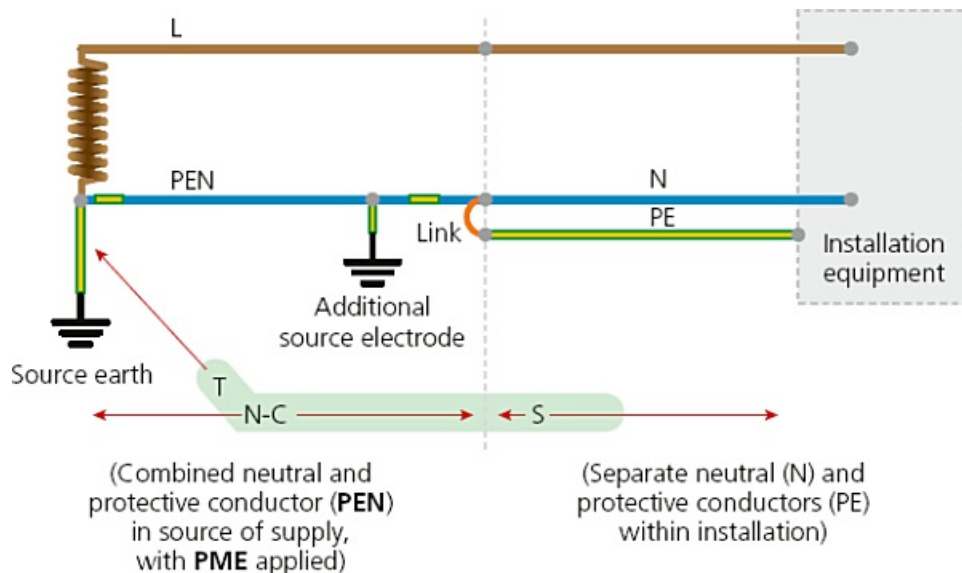 L
PEN
N
Link
PE
Installation
equipment
Additional
source electrode
Source earth
T
N-C
S
(Combined neutral and
protective conductor (PEN)
in source of supply,
with PME applied)
(Separate neutral (N) and
protective conductors (PE)
within installation)